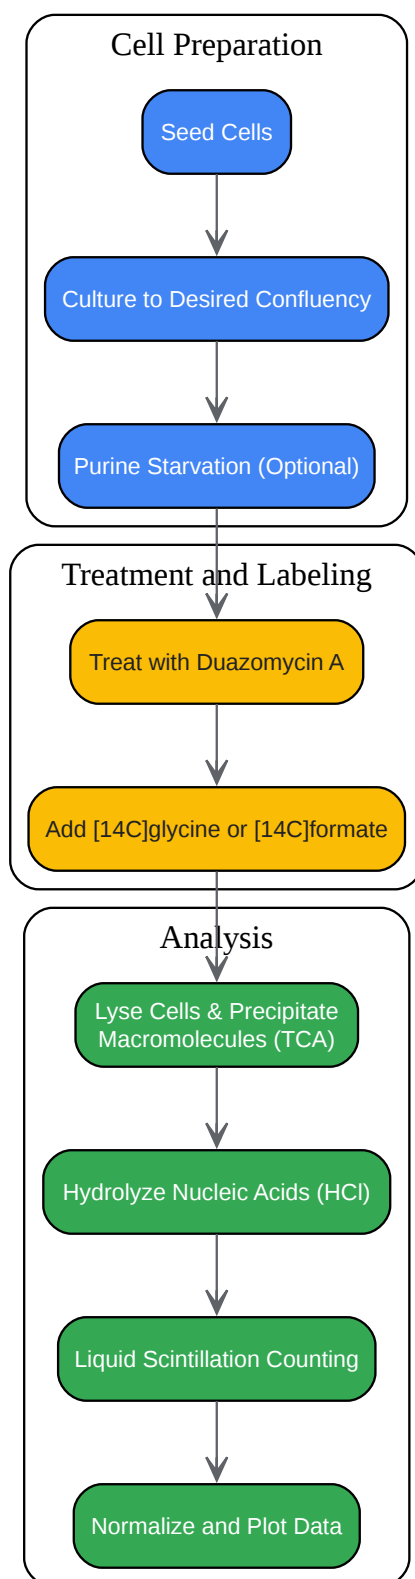 Cell Preparation
Seed Cells
Culture to Desired Confluency
Purine Starvation (Optional)
Treatment and Labeling
Treat with Duazomycin A
Add [14C]glycine or [14C]formate
Analysis
Lyse Cells & Precipitate
Macromolecules (TCA)
Hydrolyze Nucleic Acids (HCl)
Liquid Scintillation Counting
Normalize and Plot Data